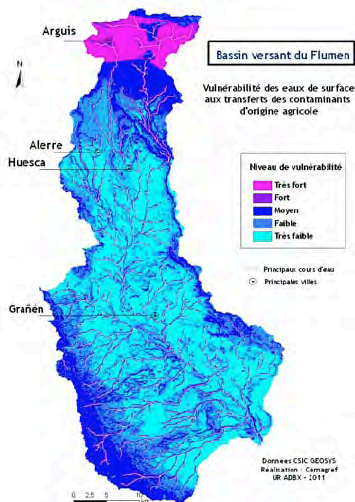 Arguis
Bassin versant du Flumen
N
Vulnérabilité des eaux de surface
aux transferts des contaminants
d'origine agricole
Alerre
Huesca
Niveau de vulnérabilité
Très fort
Fort
Moyen
Faible
Très faible
Principaux cours d'eau
Principales villes
Grañén
Donnees CSIC GEOSYS
Réalisation : Cemagref
UR ADBX - 2011
0 2,5 5 10